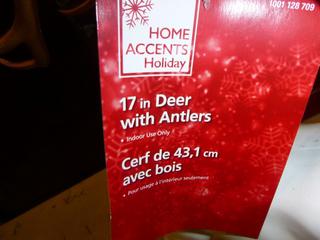 1001 128 709
HOME
ACCENTS
Holiday
17 in Deer
with Antlers
• Indoor Use Only
Cerf de 43,1 cm
avec bois
• Pour usage à l'intérieur seulement